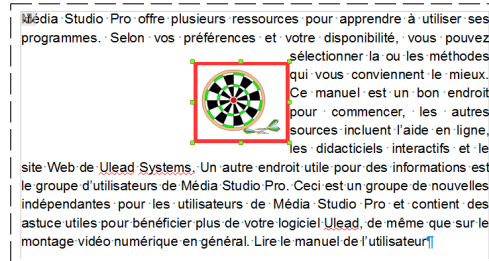 Média Studio Pro offre plusieurs ressources pour apprendre à utiliser ses
programmes. Selon vos préférences et votre disponibilité, vous pouvez
sélectionner la ou les méthodes
qui vous conviennent le mieux.
Ce manuel est un bon endroit
pour commencer, les autres
sources incluent l'aide en ligne,
les didacticiels interactifs et le
site Web de Ulead Systems. Un autre endroit utile pour des informations est
le groupe d'utilisateurs de Média Studio Pro. Ceci est un groupe de nouvelles
indépendantes pour les utilisateurs de Média Studio Pro et contient des
astuce utiles pour bénéficier plus de votre logiciel Ulead, de même que sur le
montage vidéo numérique en général. Lire le manuel de l'utilisateur¶